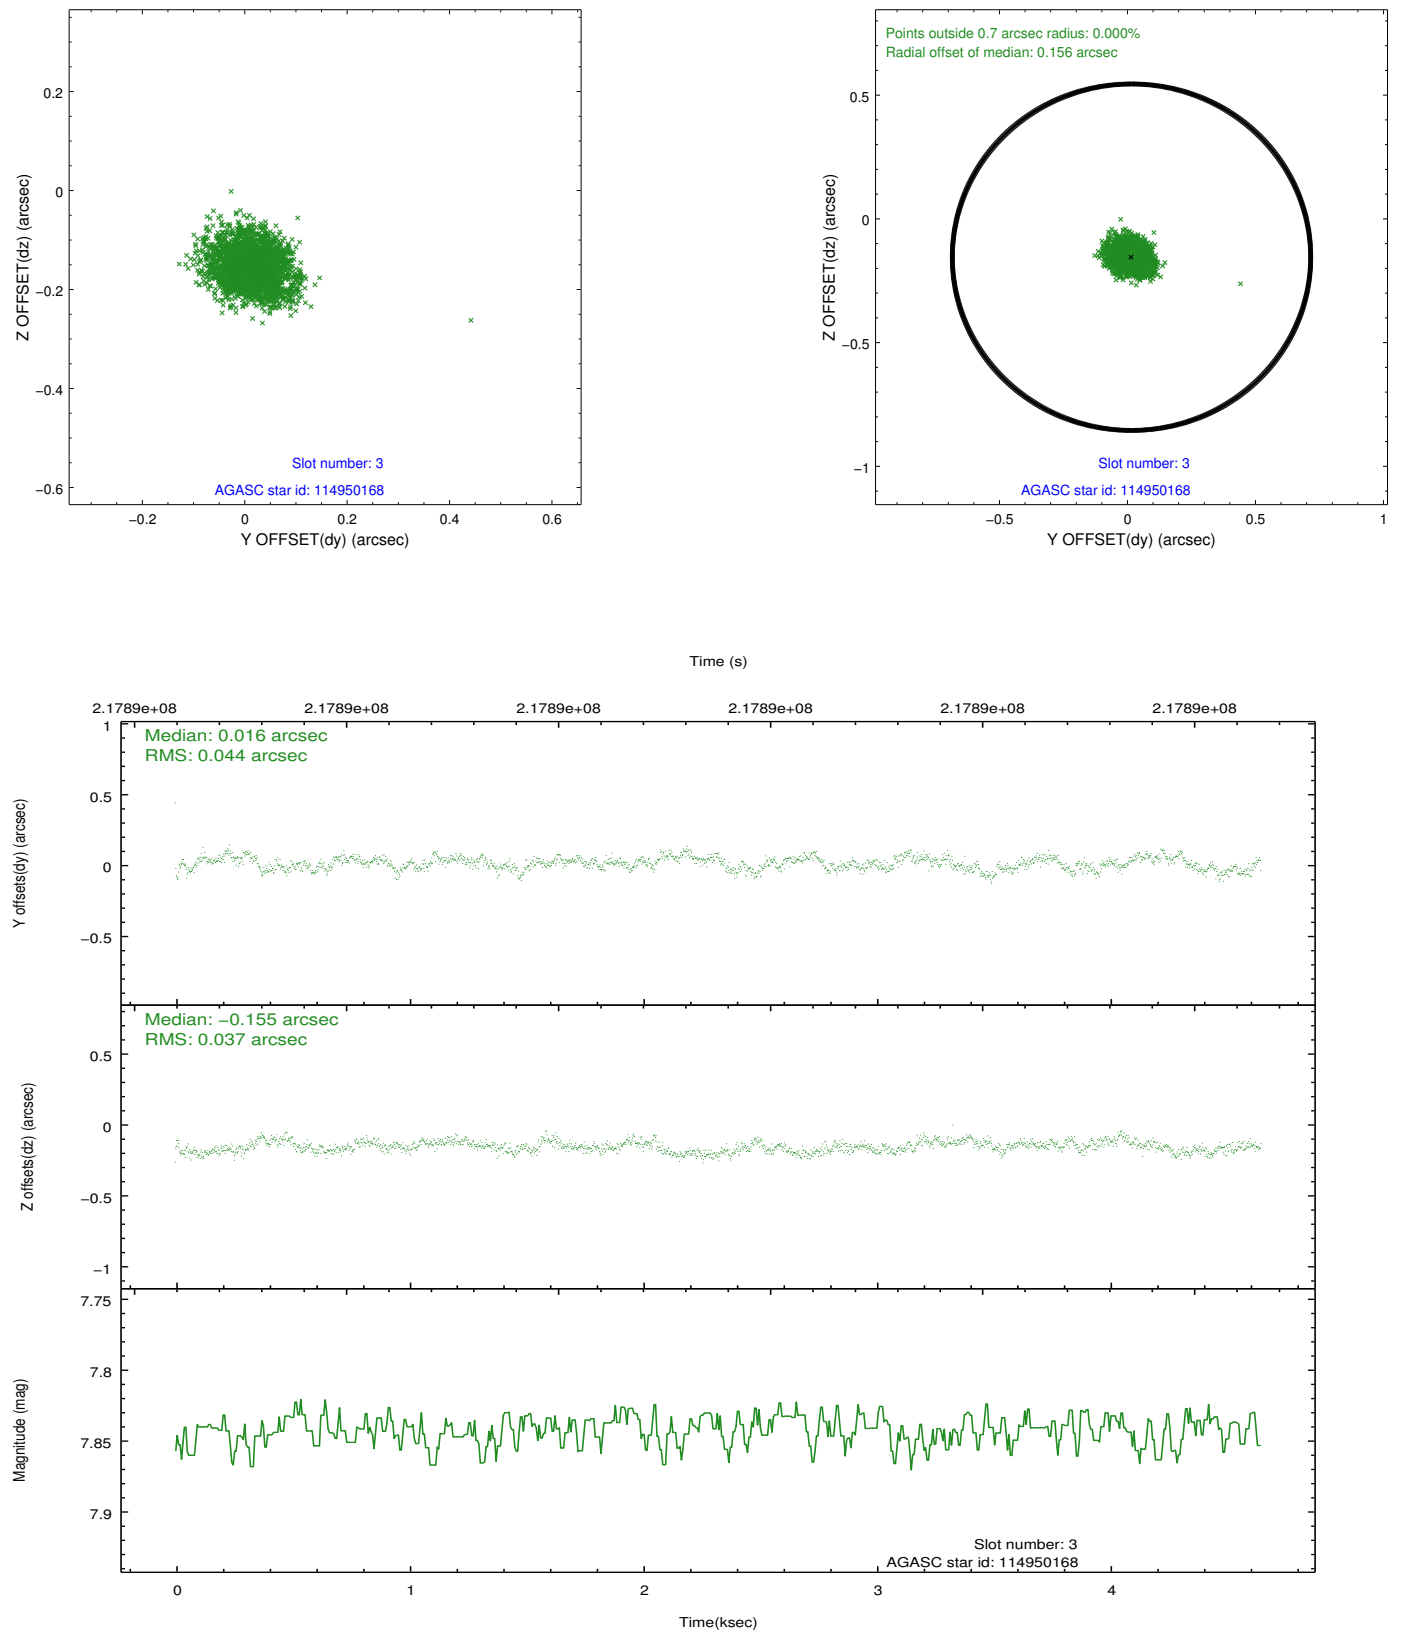 0.2
0
−0.2
−0.4
−0.6
Z OFFSET(dz) (arcsec)
Slot number: 3
AGASC star id: 114950168
−0.2 0 0.2 0.4 0.6
Y OFFSET(dy) (arcsec)
Points outside 0.7 arcsec radius: 0.000%
Radial offset of median: 0.156 arcsec
0.5
0
−0.5
−1
Z OFFSET(dz) (arcsec)
Slot number: 3
AGASC star id: 114950168
−0.5 0 0.5 1
Y OFFSET(dy) (arcsec)
Time (s)
2.1789e+08 2.1789e+08 2.1789e+08 2.1789e+08 2.1789e+08 2.1789e+08
Median: 0.016 arcsec
RMS: 0.044 arcsec
1
0.5
0
−0.5
Y offsets(dy) (arcsec)
Median: −0.155 arcsec
RMS: 0.037 arcsec
0.5
0
−0.5
−1
Z offsets(dz) (arcsec)
7.75
7.8
7.85
7.9
Magnitude (mag)
Slot number: 3
AGASC star id: 114950168
0 1 2 3 4
Time(ksec)